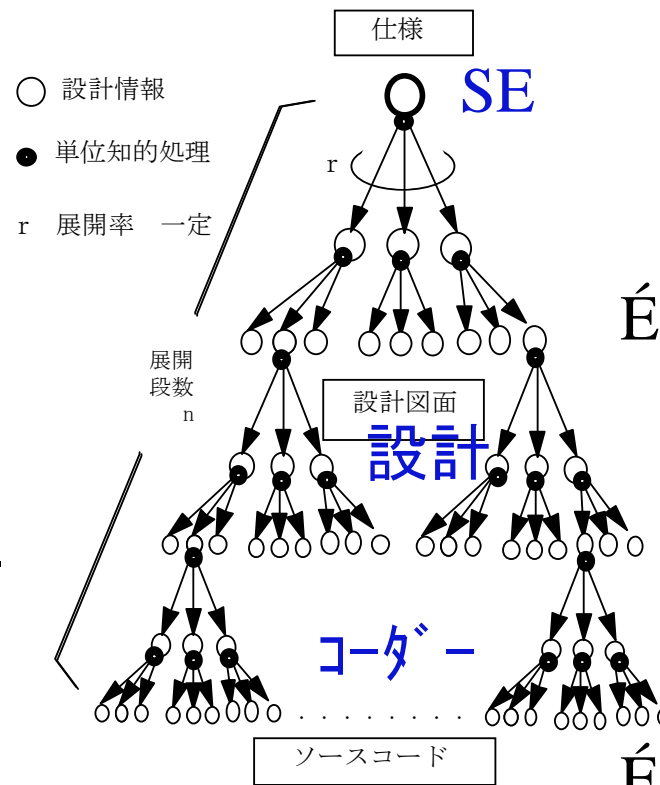 仕様
SE
設計情報
単位知的処理
r
r 展開率 一定
É
展開
段数
n
設計図面
設計
コーダー
. . . . . . . .
ソースコード
É